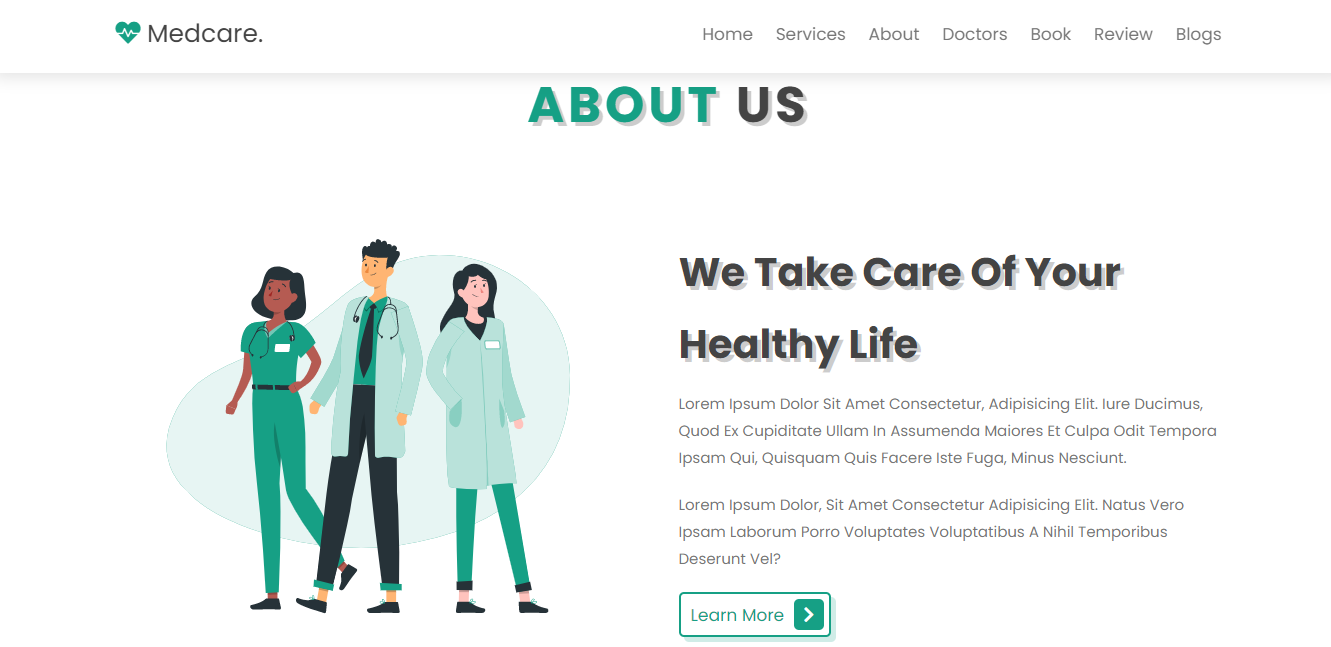 Medcare.
Home Services About Doctors Book Review Blogs
ABOUT US
We Take Care Of Your
Healthy Life
Lorem Ipsum Dolor Sit Amet Consectetur, Adipisicing Elit. Iure Ducimus,
Quod Ex Cupiditate Ullam In Assumenda Maiores Et Culpa Odit Tempora
Ipsam Qui, Quisquam Quis Facere Iste Fuga, Minus Nesciunt.
Lorem Ipsum Dolor, Sit Amet Consectetur Adipisicing Elit. Natus Vero
Ipsam Laborum Porro Voluptates Voluptatibus A Nihil Temporibus
Deserunt Vel?
Learn More